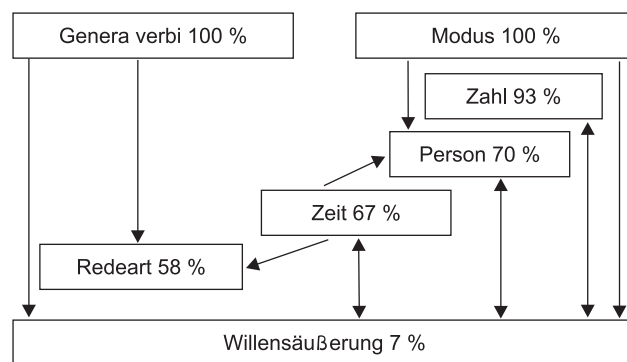 Genera verbi 100 %
Modus 100 %
Zahl 93 %
Person 70 %
Zeit 67 %
Redeart 58 %
Willensäußerung 7 %